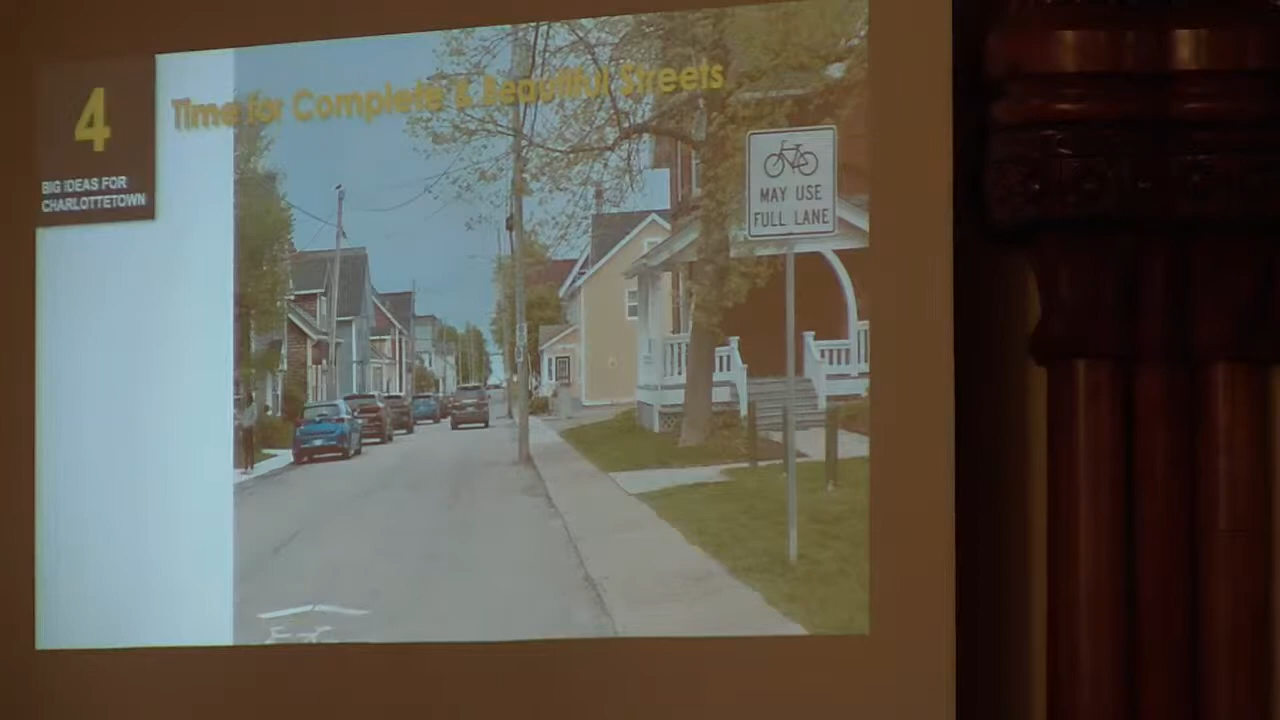 4
BIG IDEAS FOR
CHARLOTTETOWN
Time for Complete & Beautiful Streets
MAY USE
FULL LANE